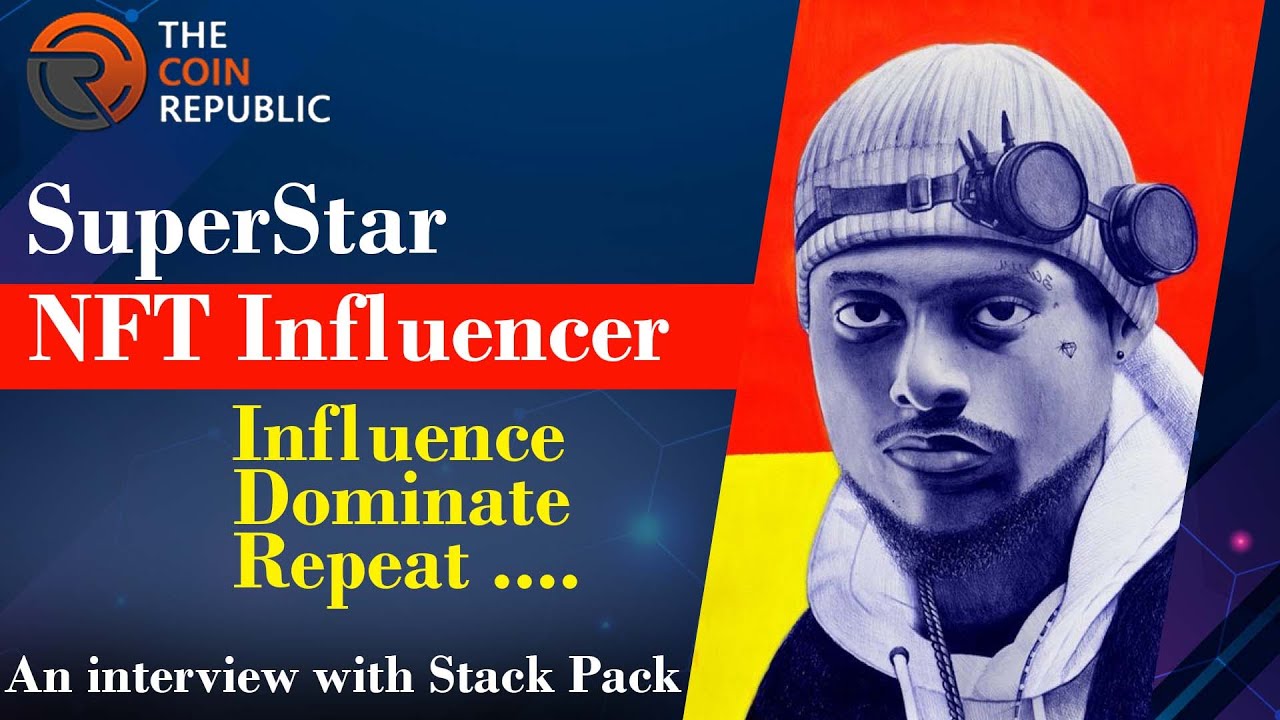 THE
COIN
REPUBLIC
SuperStar
NFT Influencer
Influence
Dominate
Repeat ....
An interview with Stack Pack